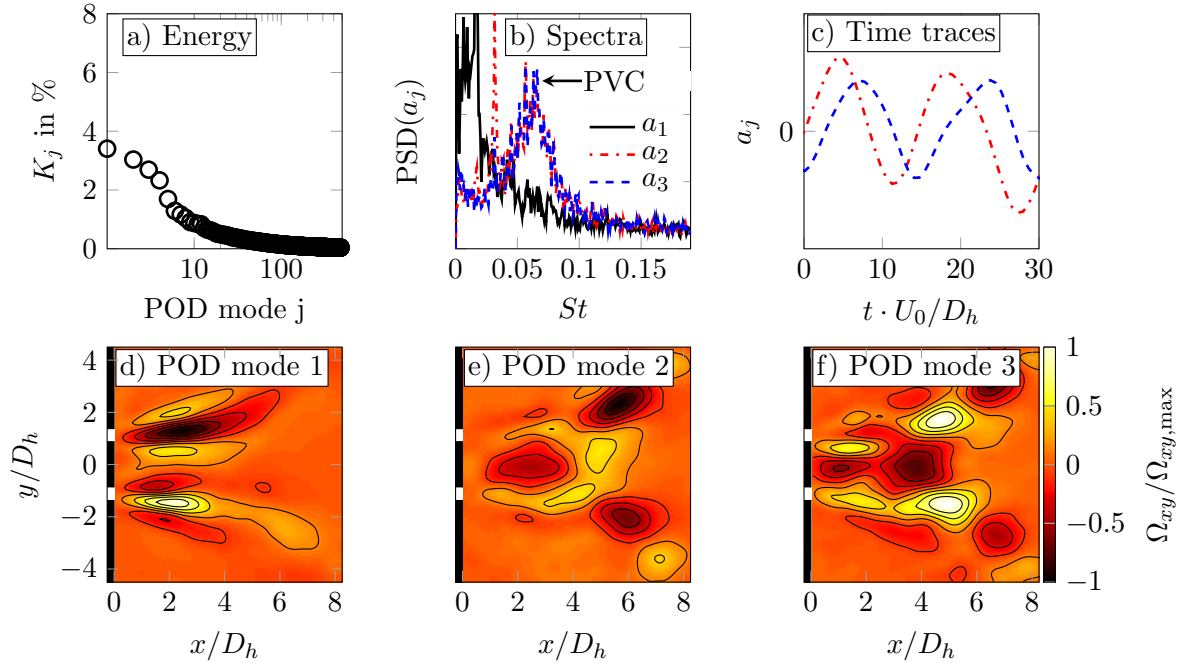 a) Energy
8
6
4
2
0
10
100
K_j in %
POD mode j
b) Spectra
PVC
a_1
a_2
a_3
PSD(a_j)
0
0.05
0.1
0.15
St
c) Time traces
a_j
0
0
10
20
30
t · U_0/D_h
d) POD mode 1
4
2
0
−2
−4
y/D_h
0
2
4
6
8
x/D_h
e) POD mode 2
0
2
4
6
8
x/D_h
f) POD mode 3
0
2
4
6
8
x/D_h
1
0.5
0
−0.5
−1
Ω_xy/Ω_xy,max